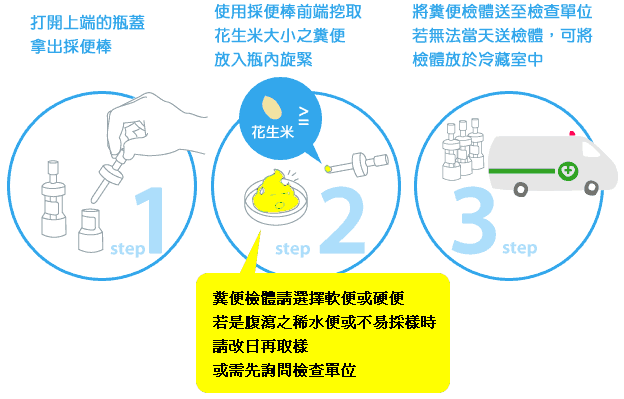 打開上端的瓶蓋
拿出採便棒
使用採便棒前端挖取
花生米大小之糞便
放入瓶內旋緊
將糞便檢體送至檢查單位
若無法當天送檢體，可將
檢體放於冷藏室中
花生米
≧
step 1
step 2
3 step
糞便檢體請選擇軟便或硬便
若是腹瀉之稀水便或不易採樣時
請改日再取樣
或需先詢問檢查單位